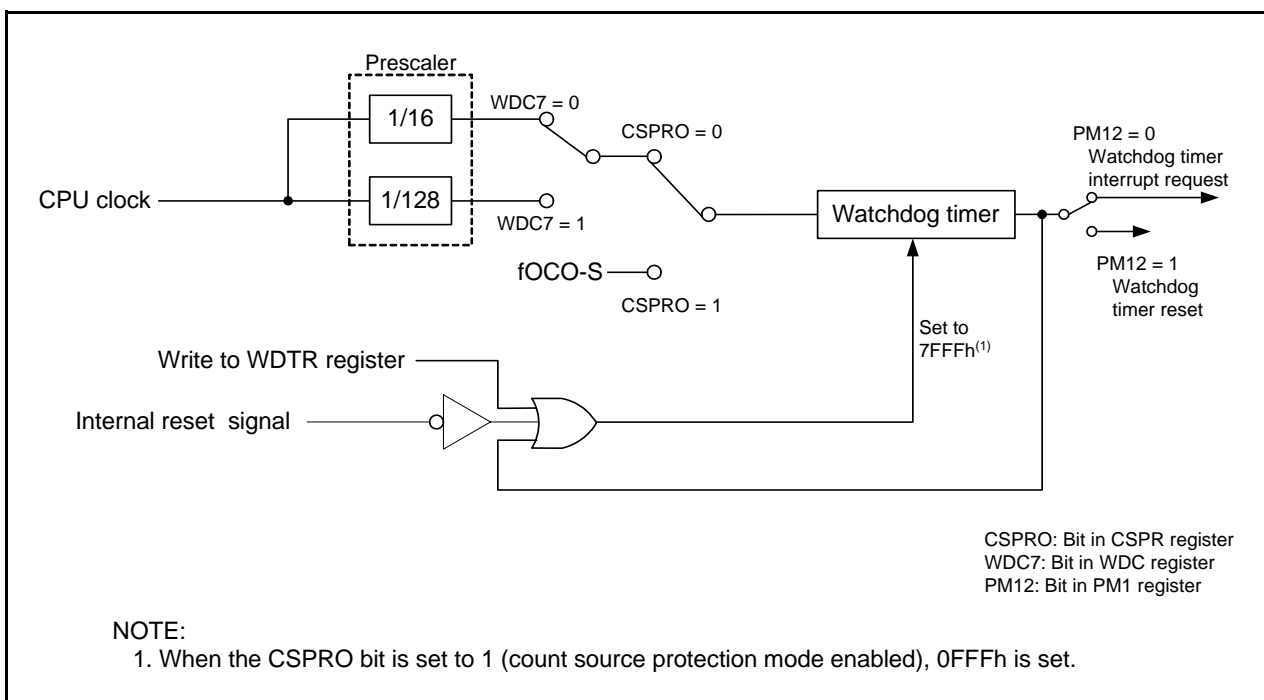 Prescaler
1/16
WDC7 = 0
CSPRO = 0
PM12 = 0
Watchdog timer
interrupt request
CPU clock
1/128
WDC7 = 1
Watchdog timer
fOCO-S
CSPRO = 1
PM12 = 1
Watchdog
timer reset
Set to
7FFFh(1)
Write to WDTR register
Internal reset signal
CSPRO: Bit in CSPR register
WDC7: Bit in WDC register
PM12: Bit in PM1 register
NOTE:
1. When the CSPRO bit is set to 1 (count source protection mode enabled), 0FFFh is set.